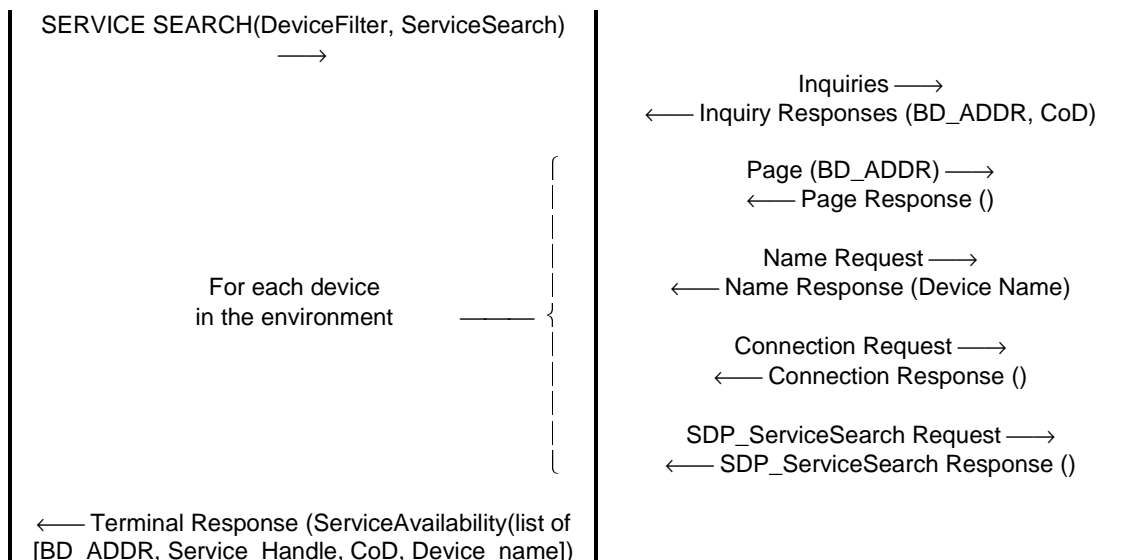 SERVICE SEARCH(DeviceFilter, ServiceSearch)
⟶
Inquiries ⟶
⟵ Inquiry Responses (BD_ADDR, CoD)
Page (BD_ADDR) ⟶
⟵ Page Response ()
Name Request ⟶
⟵ Name Response (Device Name)
For each device
in the environment
Connection Request ⟶
⟵ Connection Response ()
SDP_ServiceSearch Request ⟶
⟵ SDP_ServiceSearch Response ()
⟵ Terminal Response (ServiceAvailability(list of
[BD_ADDR, Service_Handle, CoD, Device_name])